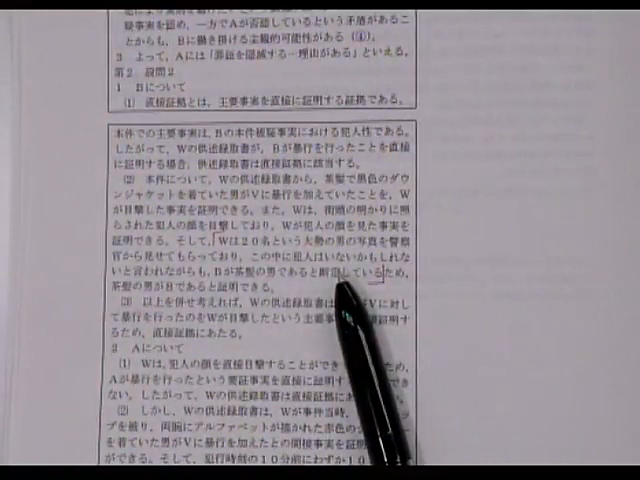 疑事実を認め、一方でAが否認しているという矛盾があるこ
とからも、Bに働き掛ける主観的可能性がある（④）。
3 よって、Aには「罪証を隠滅する…理由がある」といえる。
第2 設問2
1 Bについて
(1) 直接証拠とは、主要事実を直接に証明する証拠である。
本件での主要事実は、Bの本件被疑事実における犯人性である。
したがって、Wの供述録取書が、Bが暴行を行ったことを直接
に証明する場合、供述録取書は直接証拠に該当する。
(2) 本件について、Wの供述録取書から、茶髪で黒色のダウ
ンジャケットを着ていた男がVに暴行を加えていたことを、W
が目撃した事実を証明できる。また、Wは、街頭の明かりに照
らされた犯人の顔を目撃しており、Wが犯人の顔を見た事実を
証明できる。そして、Wは20名という大勢の男の写真を警察
官から見せてもらっており、この中に犯人はいないかもしれな
いと言われながらも、Bが茶髪の男であると断定しているため、
茶髪の男がBであると証明できる。
(3) 以上を併せ考えれば、Wの供述録取書は Vに対し
て暴行を行ったのをWが目撃したという主要事 証明す
るため、直接証拠にあたる。
2 Aについて
(1) Wは、犯人の顔を直接目撃することができ ため、
Aが暴行を行ったという要証事実を直接に証明す でき
ない。したがって、Wの供述録取書は直接証拠に
(2) しかし、Wの供述録取書は、Wが事件当時、 ッ
プを被り、両腕にアルファベットが描かれた赤色の
を着ていた男がVに暴行を加えたとの間接事実を証明
ができる。そして、犯行時刻の10分前にわずか10